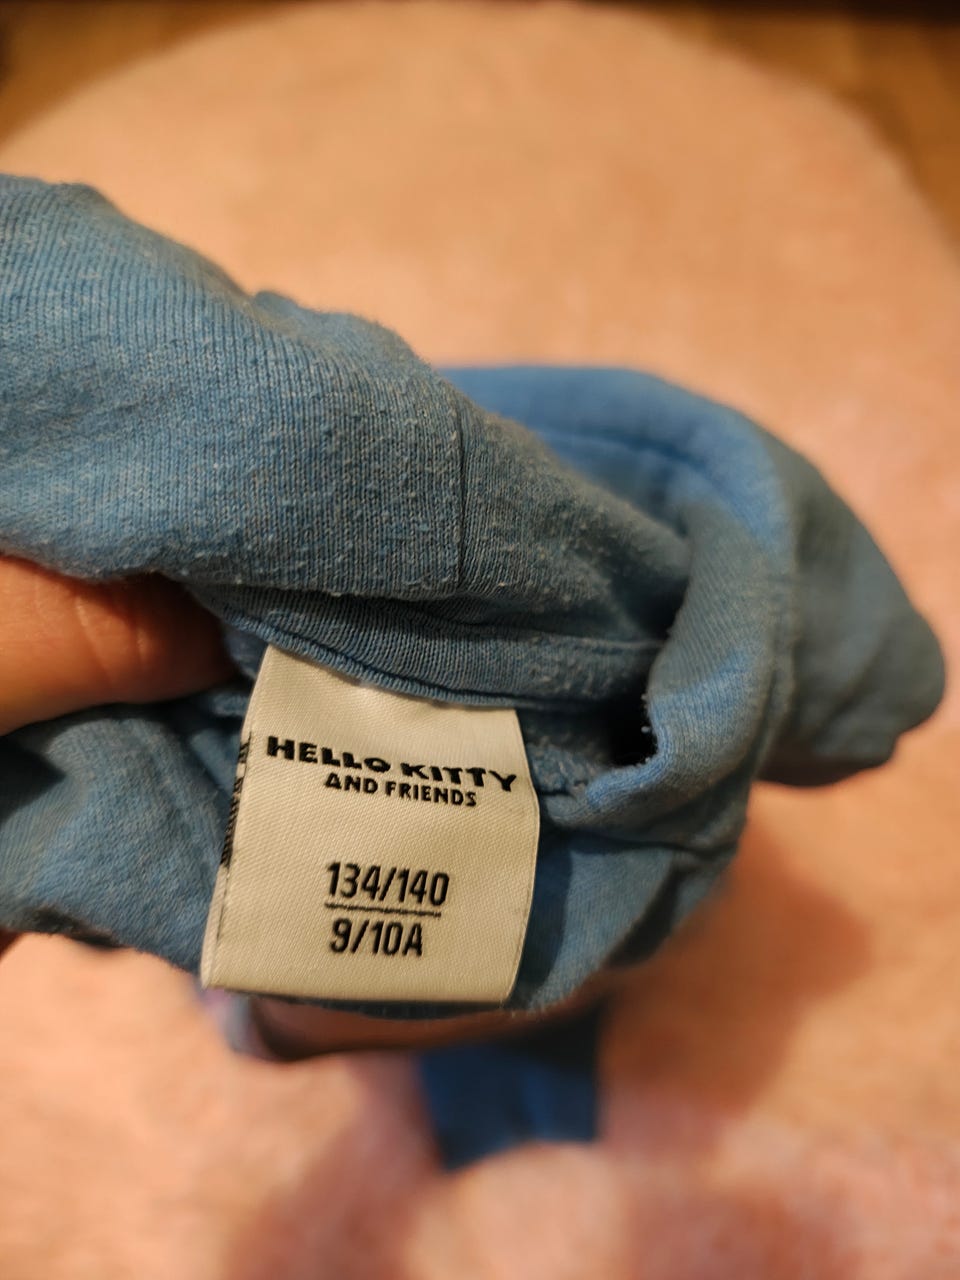 HELLO KITTY
AND FRIENDS
134/140
9/10A